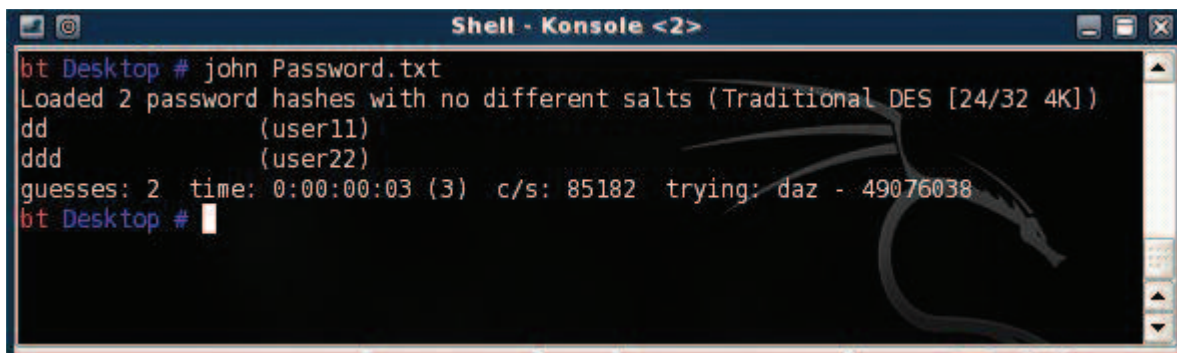 Shell - Konsole <2>
bt Desktop # john Password.txt
Loaded 2 password hashes with no different salts (Traditional DES [24/32 4K])
dd (user11)
ddd (user22)
guesses: 2 time: 0:00:00:03 (3) c/s: 85182 trying: daz - 49076038
bt Desktop #